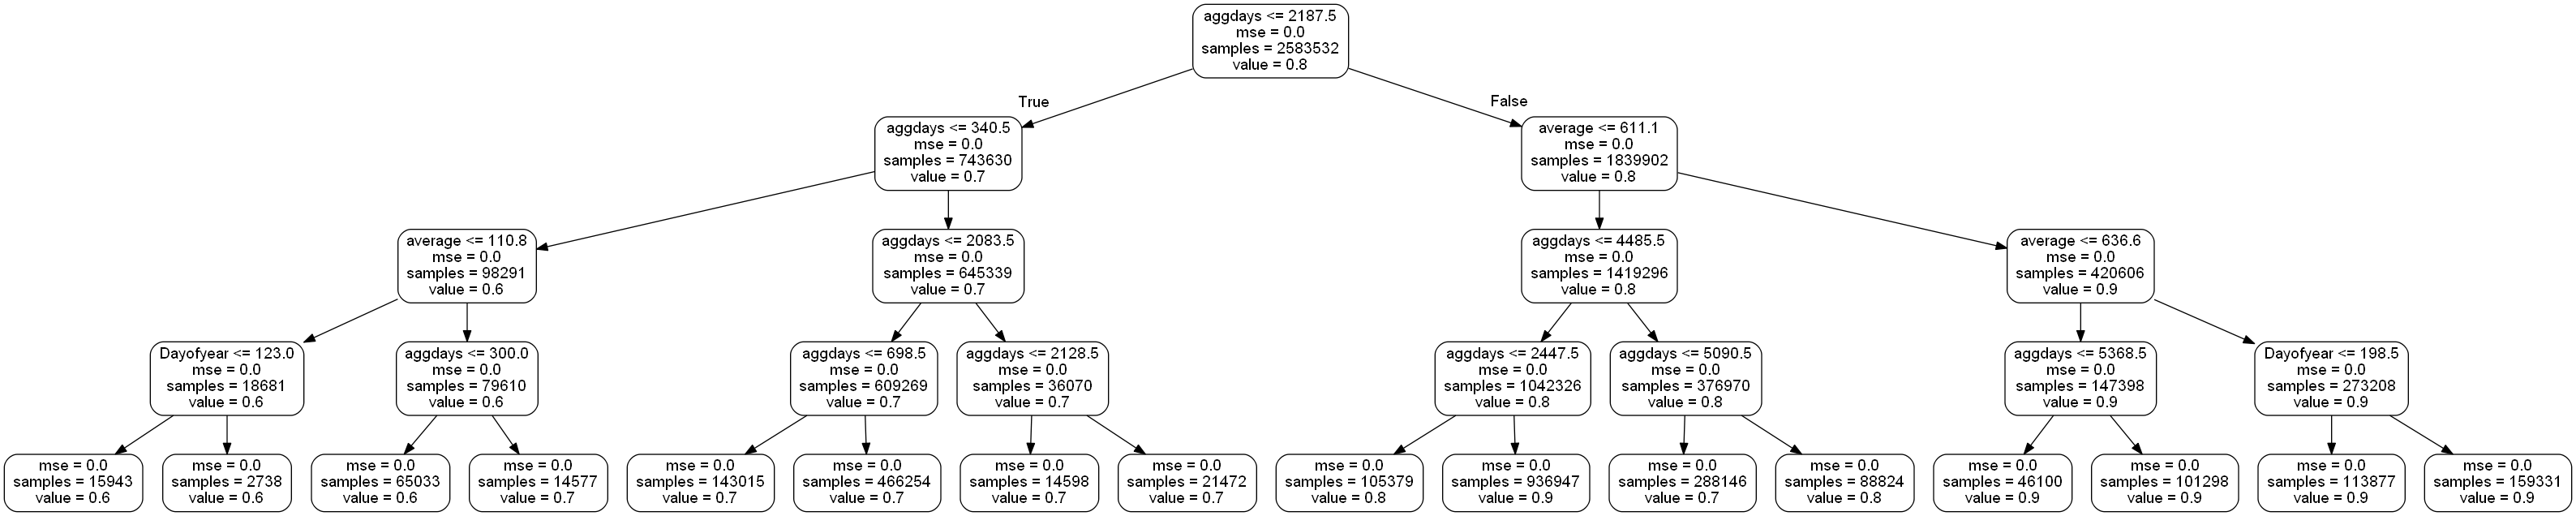 aggdays <= 2187.5
mse = 0.0
samples = 2583532
value = 0.8
True
False
aggdays <= 340.5
mse = 0.0
samples = 743630
value = 0.7
average <= 611.1
mse = 0.0
samples = 1839902
value = 0.8
average <= 110.8
mse = 0.0
samples = 98291
value = 0.6
aggdays <= 2083.5
mse = 0.0
samples = 645339
value = 0.7
aggdays <= 4485.5
mse = 0.0
samples = 1419296
value = 0.8
average <= 636.6
mse = 0.0
samples = 420606
value = 0.9
Dayofyear <= 123.0
mse = 0.0
samples = 18681
value = 0.6
aggdays <= 300.0
mse = 0.0
samples = 79610
value = 0.6
aggdays <= 698.5
mse = 0.0
samples = 609269
value = 0.7
aggdays <= 2128.5
mse = 0.0
samples = 36070
value = 0.7
aggdays <= 2447.5
mse = 0.0
samples = 1042326
value = 0.8
aggdays <= 5090.5
mse = 0.0
samples = 376970
value = 0.8
aggdays <= 5368.5
mse = 0.0
samples = 147398
value = 0.9
Dayofyear <= 198.5
mse = 0.0
samples = 273208
value = 0.9
mse = 0.0
samples = 15943
value = 0.6
mse = 0.0
samples = 2738
value = 0.6
mse = 0.0
samples = 65033
value = 0.6
mse = 0.0
samples = 14577
value = 0.7
mse = 0.0
samples = 143015
value = 0.7
mse = 0.0
samples = 466254
value = 0.7
mse = 0.0
samples = 14598
value = 0.7
mse = 0.0
samples = 21472
value = 0.7
mse = 0.0
samples = 105379
value = 0.8
mse = 0.0
samples = 936947
value = 0.9
mse = 0.0
samples = 288146
value = 0.7
mse = 0.0
samples = 88824
value = 0.8
mse = 0.0
samples = 46100
value = 0.9
mse = 0.0
samples = 101298
value = 0.9
mse = 0.0
samples = 113877
value = 0.9
mse = 0.0
samples = 159331
value = 0.9